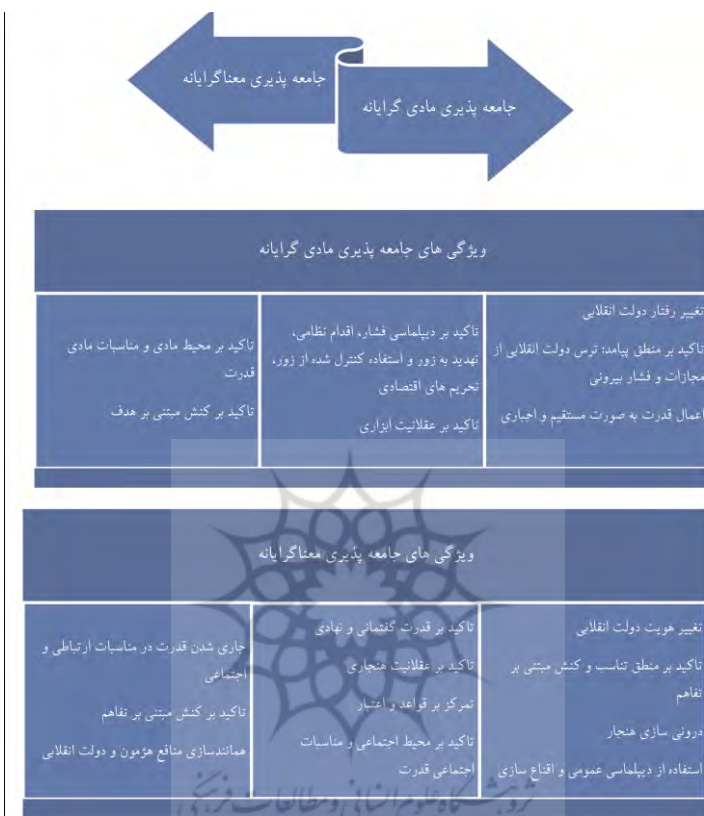 جامعه پذیری معناگرایانه
جامعه پذیری مادی گرایانه
ویژگی های جامعه پذیری مادی گرایانه
تغییر رفتار دولت انقلابی
تاکید بر منطق پیامد: ترس دولت انقلابی از
مجازات و فشار بیرونی
اعمال قدرت به صورت مستقیم و اجباری
تاکید بر دیپلماسی فشار، اقدام نظامی،
تهدید به زور و استفاده کنترل شده از زور،
تحریم های اقتصادی
تاکید بر عقلانیت ابزاری
تاکید بر محیط مادی و مناسبات مادی
قدرت
تاکید بر کنش مبتنی بر هدف
ویژگی های جامعه پذیری معناگرایانه
تغییر هویت دولت انقلابی
تاکید بر منطق تناسب و کنش مبتنی بر
تفاهم
درونی سازی هنجار
استفاده از دیپلماسی عمومی و اقناع سازی
تاکید بر قدرت گفتمانی و نهادی
تاکید بر عقلانیت هنجاری
تمرکز بر قواعد و اعتبار
تاکید بر محیط اجتماعی و مناسبات
اجتماعی قدرت
جاری شدن قدرت در مناسبات ارتباطی و
اجتماعی
تاکید بر کنش مبتنی بر تفاهم
همانندسازی منافع هژمون و دولت انقلابی
پژوهشگاه علوم انسانی و مطالعات فرهنگی